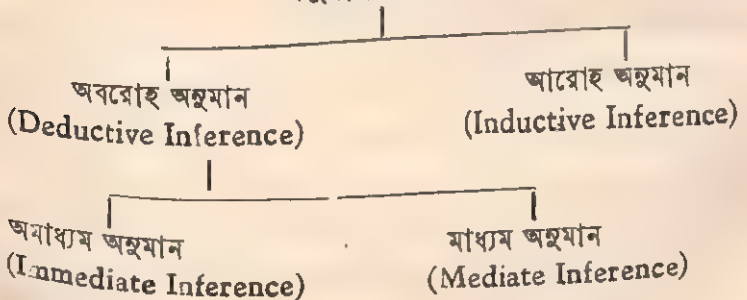 অবরোহ অনুমান
আরোহ অনুমান
(Deductive Inference)
(Inductive Inference)
অমাধ্যম অনুমান
মাধ্যম অনুমান
(Immediate Inference)
(Mediate Inference)